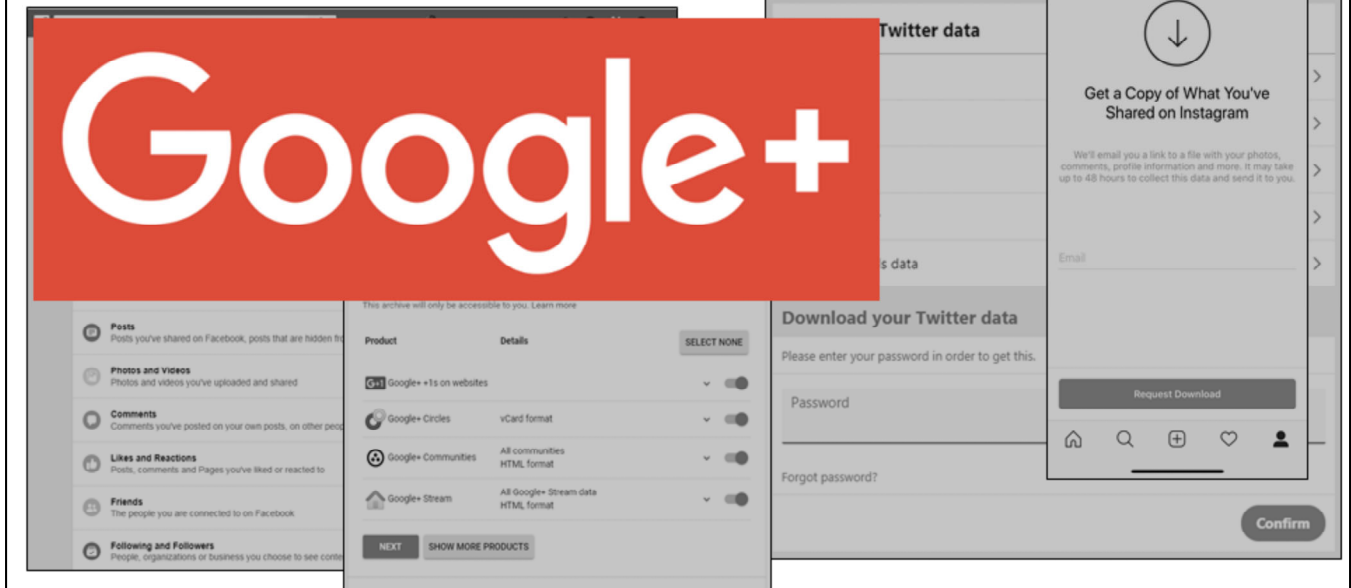 Google+
Posts
Posts you've shared on Facebook, posts that are hidden
Photos and Videos
Photos and videos you've uploaded and shared
Comments
Comments you've posted on your own posts, on other
Likes and Reactions
Posts, comments and Pages you've liked or reacted to
Friends
The people you are connected to on Facebook
Following and Followers
People, organizations or business you choose to see
This archive will only be accessible to you. Learn more
Product Details SELECT NONE
G+1 Google+ +1s on websites
Google+ Circles vCard format
Google+ Communities All communities
HTML format
Google+ Stream All Google+ Stream data
HTML format
NEXT SHOW MORE PRODUCTS
Twitter data
data
Download your Twitter data
Please enter your password in order to get this.
Password
Forgot password?
Confirm
Get a Copy of What You've
Shared on Instagram
We'll email you a link to a file with your photos,
comments, profile information and more. It may take
up to 48 hours to collect this data and send it to you.
Email
Request Download